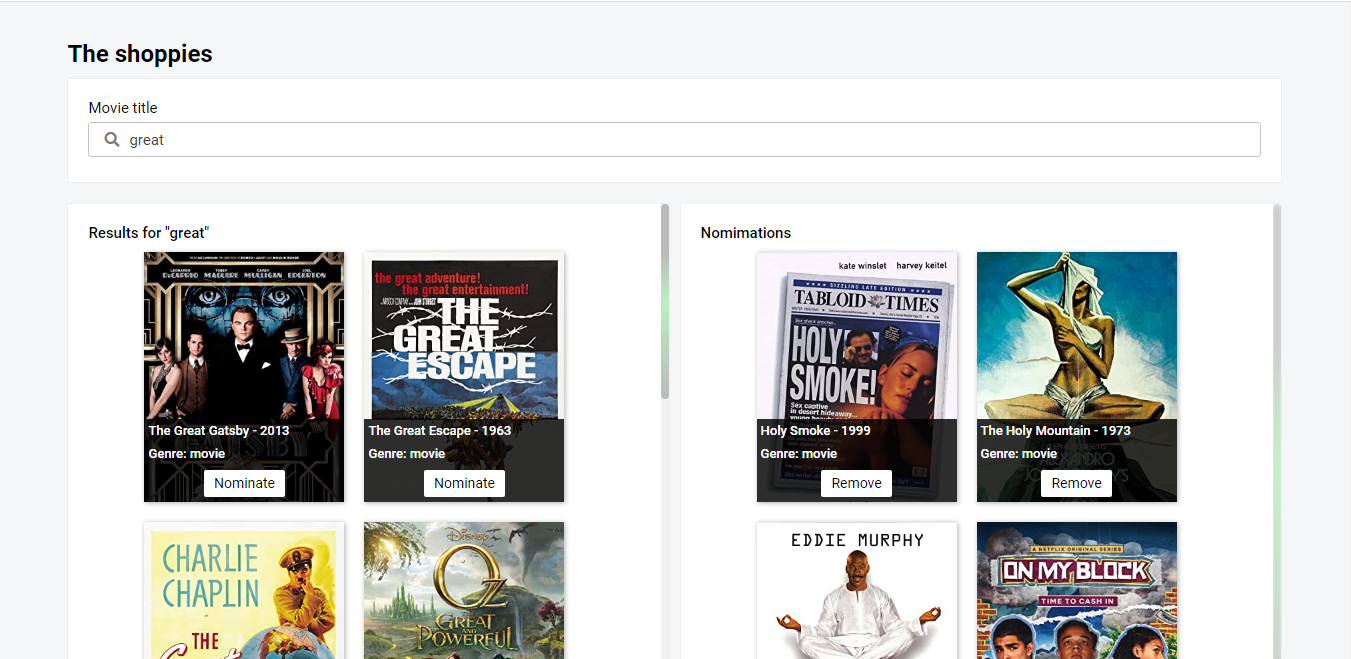 The shoppies
Movie title
great
Results for "great"
LEONARDO DiCAPRIO TOBEY MAGUIRE CAREY MULLIGAN JOEL EDGERTON
The Great Gatsby - 2013
Genre: movie
Nominate
the great adventure!
the great entertainment!
THE
GREAT
ESCAPE
The Great Escape - 1963
Genre: movie
Nominate
CHARLIE
CHAPLIN
THE
Disney
OZ
THE
GREAT
AND
POWERFUL
Nomimations
kate winslet harvey keitel
SIZZLING LATE EDITION
TABLOID TIMES
HOLY
SMOKE!
Sex captive
in desert hideaway...
Holy Smoke - 1999
Genre: movie
Remove
The Holy Mountain - 1973
Genre: movie
Remove
EDDIE MURPHY
A NETFLIX ORIGINAL SERIES
ON MY BLOCK
TIME TO CASH IN